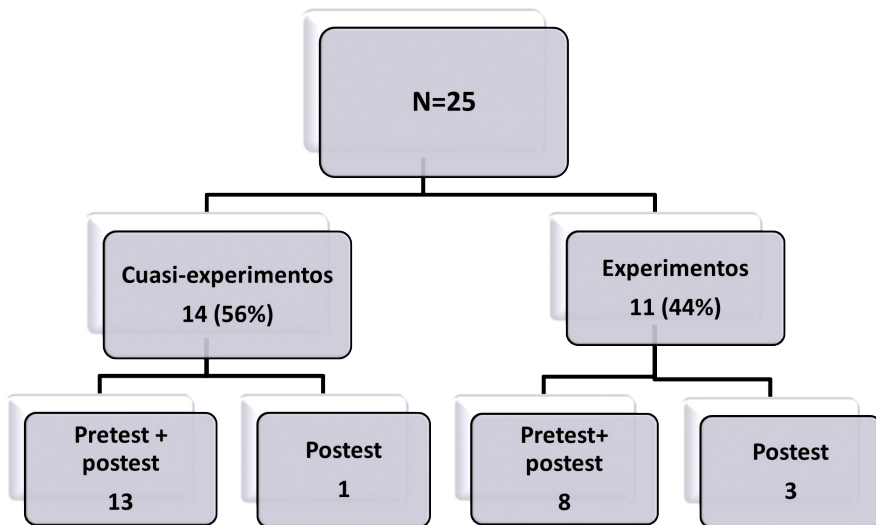 N=25
Cuasi-experimentos
14 (56%)
Experimentos
11 (44%)
Pretest +
postest
13
Postest
1
Pretest+
postest
8
Postest
3